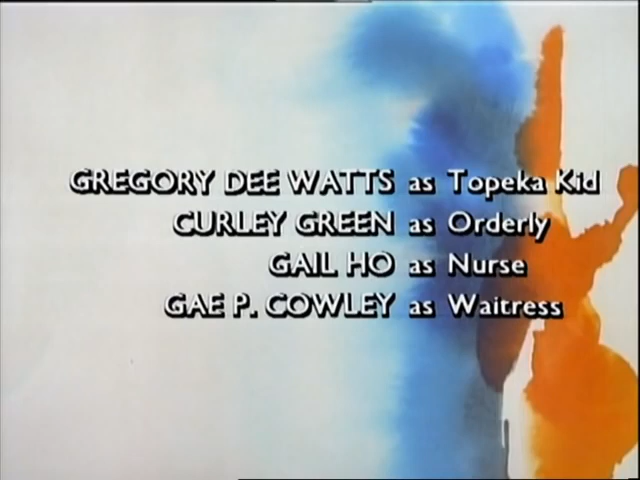 GREGORY DEE WATTS as Topeka Kid
CURLEY GREEN as Orderly
GAIL HO as Nurse
GAE P. COWLEY as Waitress